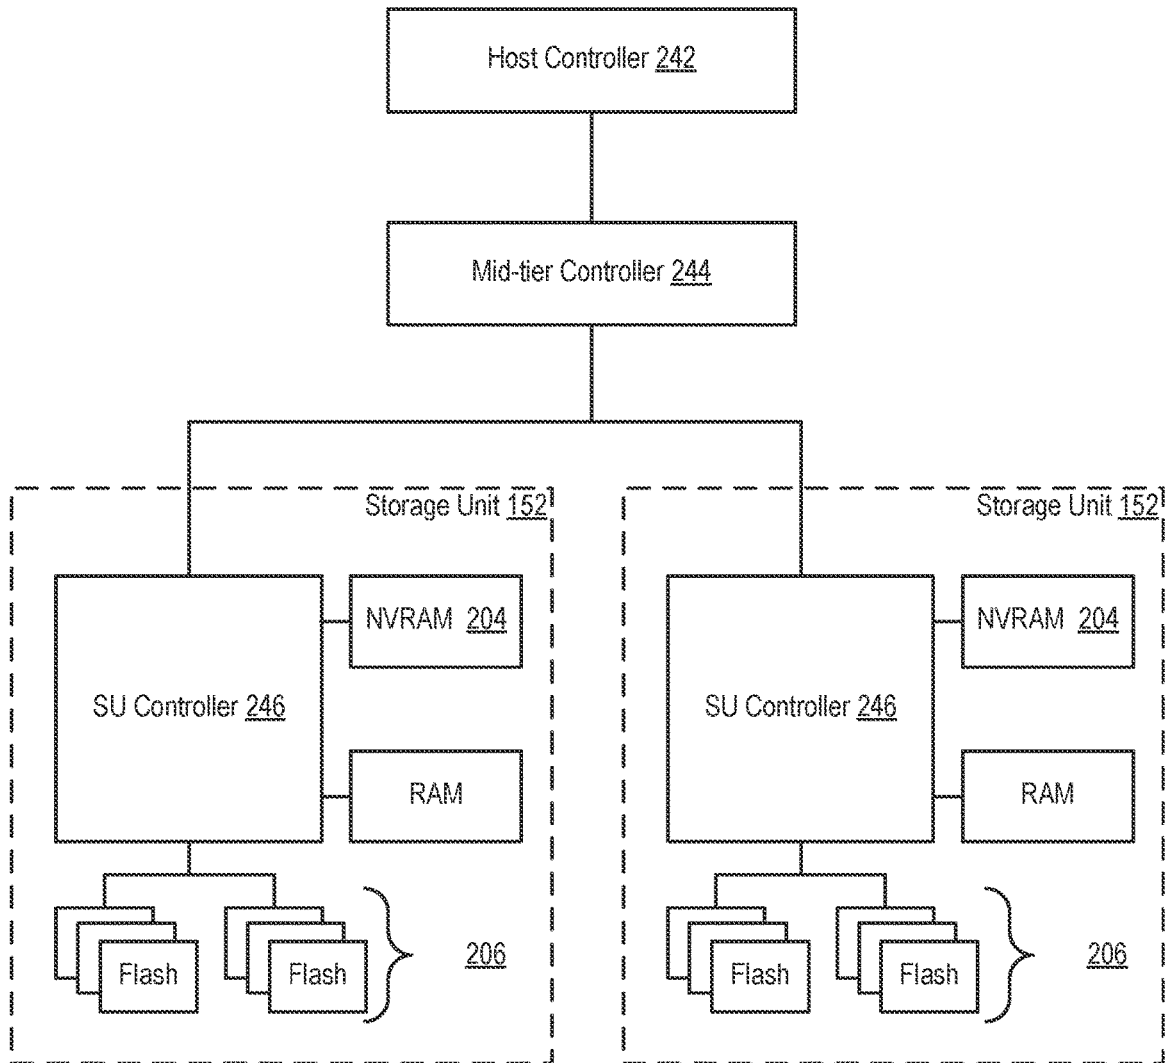 Host Controller 242
Mid-tier Controller 244
Storage Unit 152
NVRAM 204
SU Controller 246
RAM
Flash
Flash
206
Storage Unit 152
NVRAM 204
SU Controller 246
RAM
Flash
Flash
206